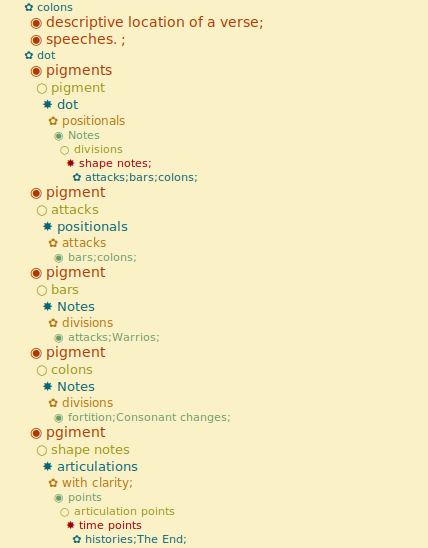 colons
descriptive location of a verse;
speeches. ;
dot
pigments
pigment
dot
positionals
Notes
divisions
shape notes;
attacks;bars;colons;
pigment
attacks
positionals
attacks
bars;colons;
pigment
bars
Notes
divisions
attacks;Warrios;
pigment
colons
Notes
divisions
fortition;Consonant changes;
pgiment
shape notes
articulations
with clarity;
points
articulation points
time points
histories;The End;